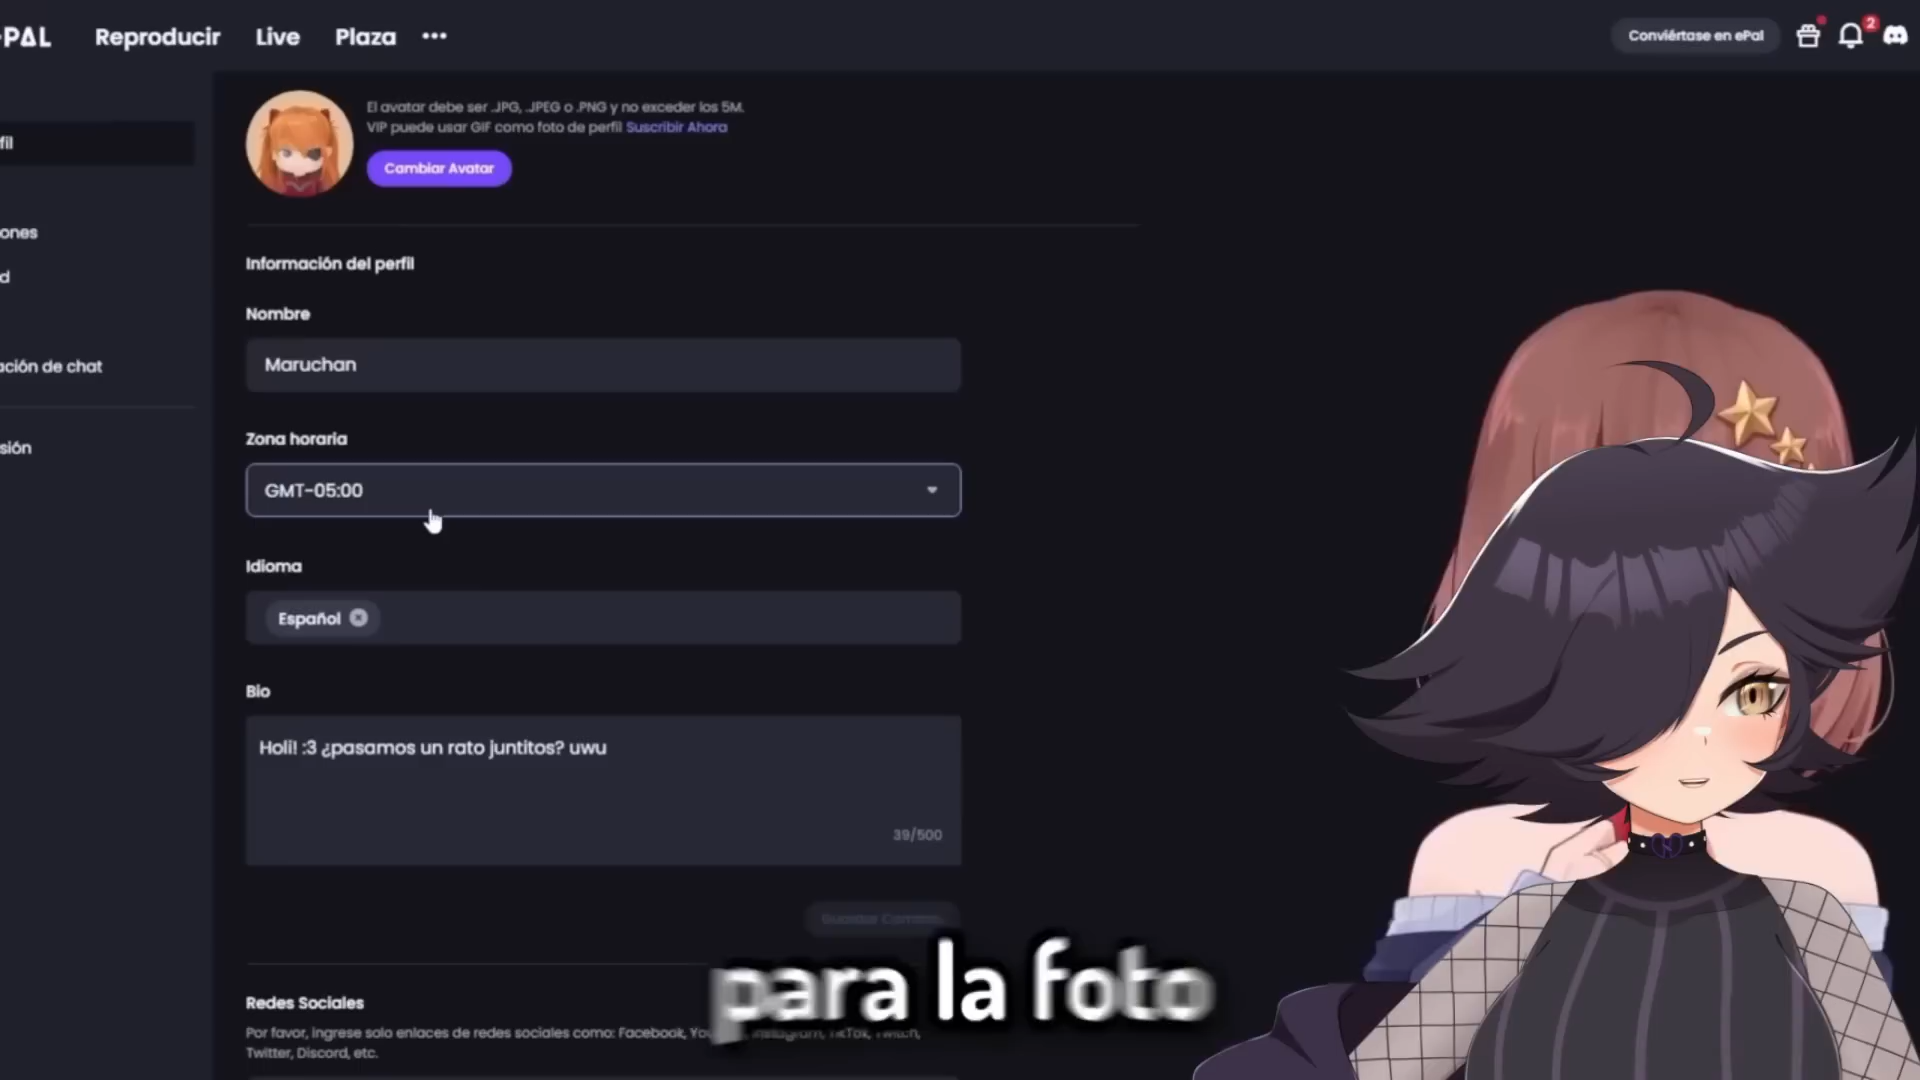 PAL
Reproducir
Live
Plaza
Conviértase en ePal
2
fil
ones
d
ación de chat
sión
El avatar debe ser .JPG, .JPEG o .PNG y no exceder los 5M.
VIP puede usar GIF como foto de perfil Suscribir Ahora
Cambiar Avatar
Información del perfil
Nombre
Maruchan
Zona horaria
GMT-05:00
Idioma
Español
Bio
Holi! :3 ¿pasamos un rato juntitos? uwu
39/500
para la foto
Redes Sociales
Por favor, ingrese solo enlaces de redes sociales como: Facebook, Instagram, TikTok, Twitch,
Twitter, Discord, etc.